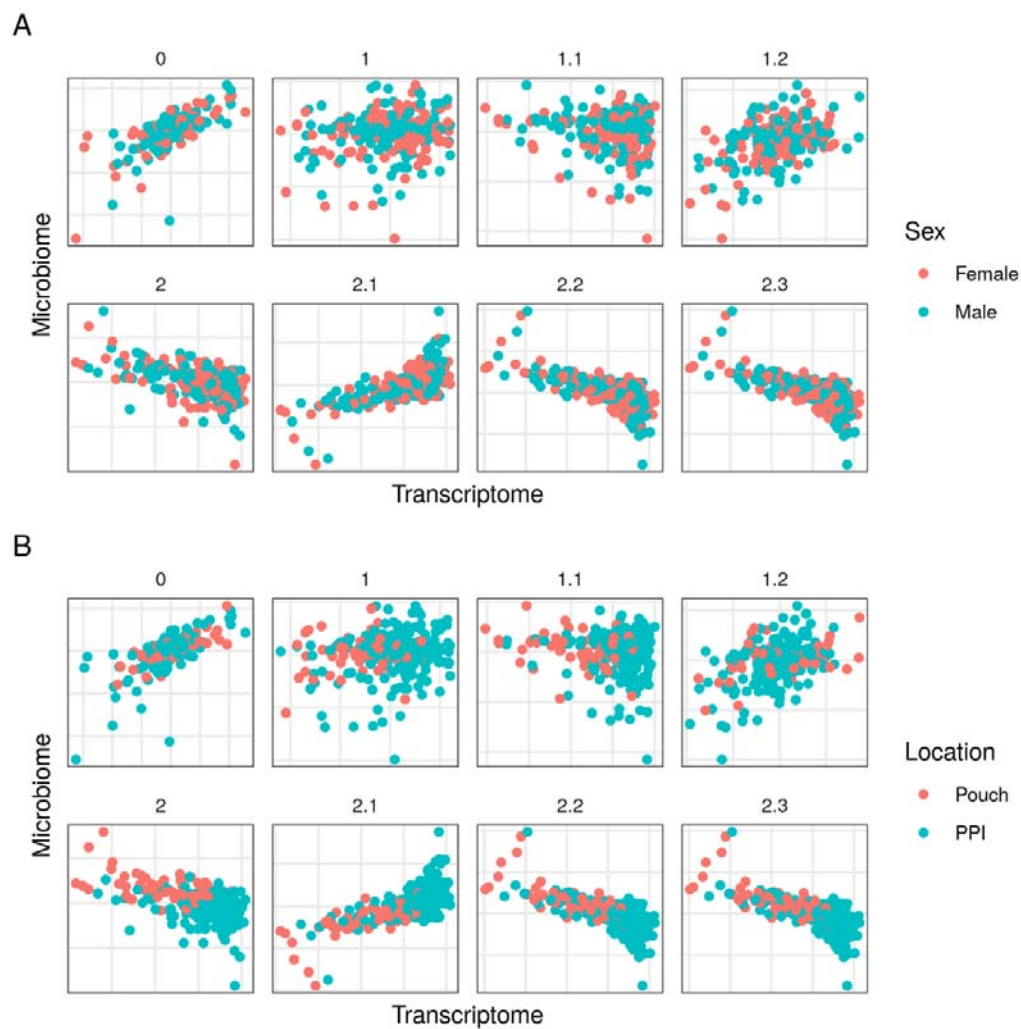 A
0 1 1.1 1.2
2 2.1 2.2 2.3
Microbiome
Transcriptome
Sex
Female
Male
B
0 1 1.1 1.2
2 2.1 2.2 2.3
Microbiome
Transcriptome
Location
Pouch
PPI